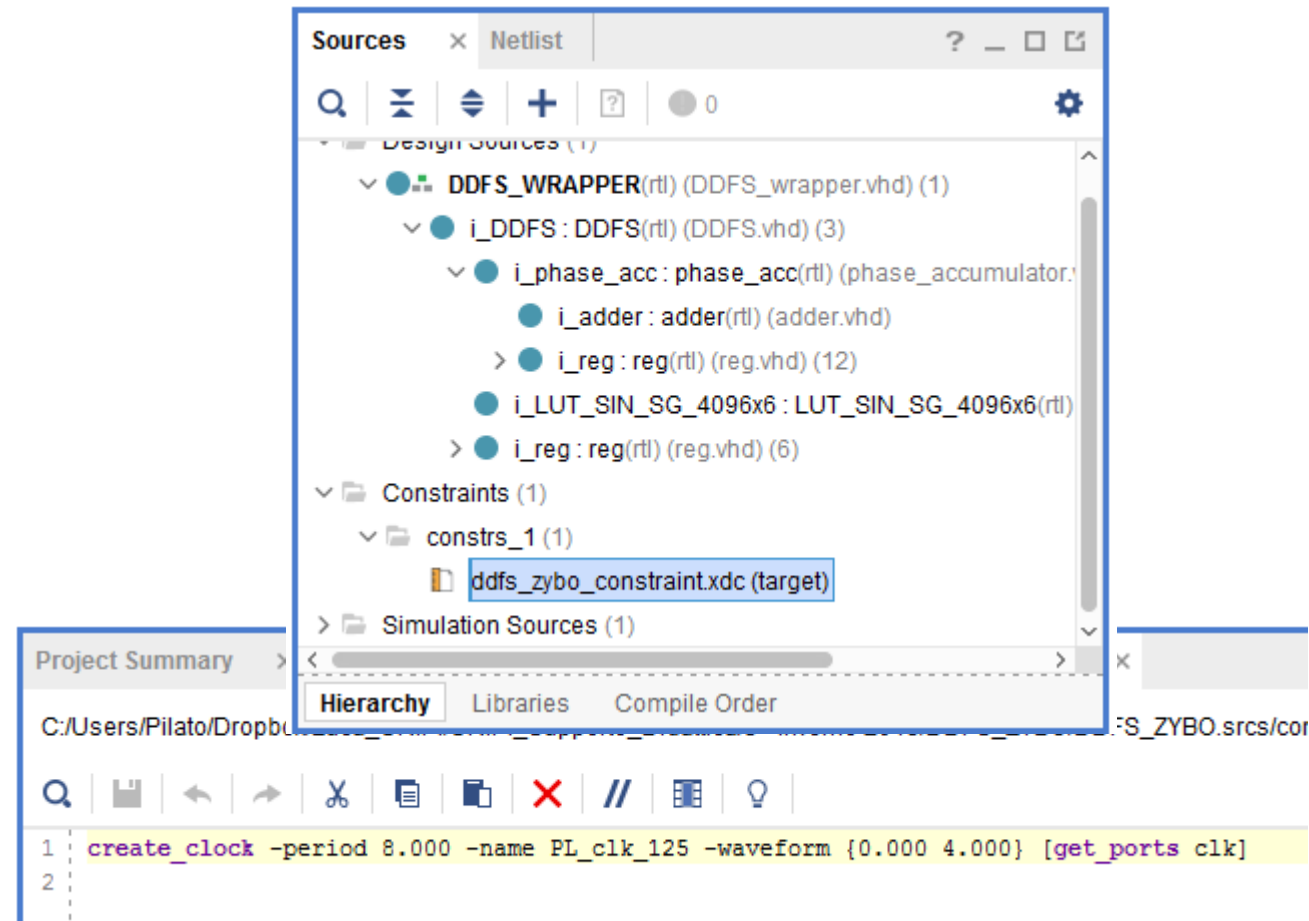 Sources × Netlist ? _
0
Design Sources (1)
DDFS_WRAPPER(rtl) (DDFS_wrapper.vhd) (1)
i_DDFS : DDFS(rtl) (DDFS.vhd) (3)
i_phase_acc : phase_acc(rtl) (phase_accumulator.
i_adder : adder(rtl) (adder.vhd)
i_reg : reg(rtl) (reg.vhd) (12)
i_LUT_SIN_SG_4096x6 : LUT_SIN_SG_4096x6(rtl)
i_reg : reg(rtl) (reg.vhd) (6)
Constraints (1)
constrs_1 (1)
ddfs_zybo_constraint.xdc (target)
Simulation Sources (1)
Project Summary
Hierarchy Libraries Compile Order
C:/Users/Pilato/Dropbo FS_ZYBO.srcs/cor
1 create_clock -period 8.000 -name PL_clk_125 -waveform {0.000 4.000} [get_ports clk]
2